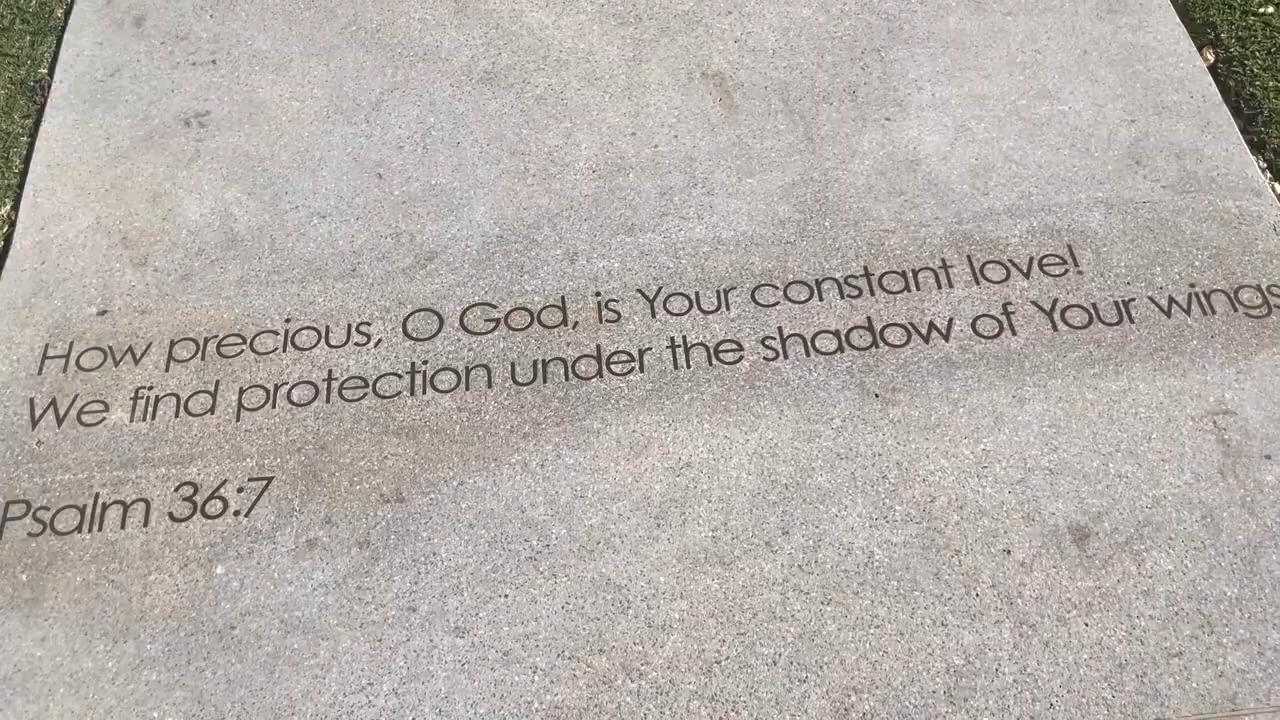 How precious, O God, is Your constant love!
We find protection under the shadow of Your wings
Psalm 36:7